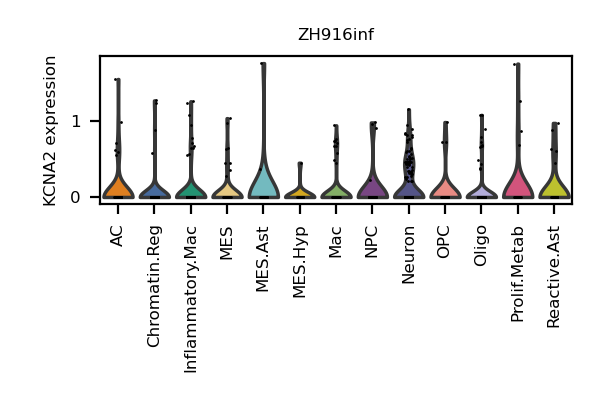 ZH916inf
KCNA2 expression
1
0
AC
Chromatin.Reg
Inflammatory.Mac
MES
MES.Ast
MES.Hyp
Mac
NPC
Neuron
OPC
Oligo
Prolif.Metab
Reactive.Ast